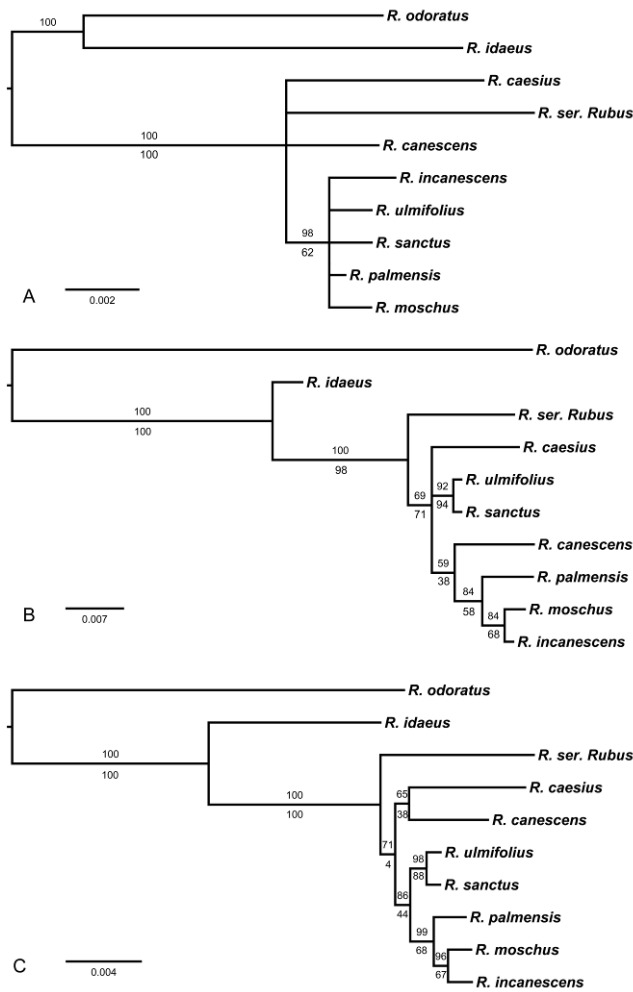 R. odoratus
100
R. idaeus
R. caesius
R. ser. Rubus
100
100
R. canescens
R. incanescens
R. ulmifolius
98
62
R. sanctus
R. palmensis
A
0.002
R. moschus
R. odoratus
R. idaeus
100
100
R. ser. Rubus
100
98
R. caesius
92
94
R. ulmifolius
69
71
R. sanctus
R. canescens
59
38
84
58
R. palmensis
84
68
R. moschus
B
0.007
R. incanescens
R. odoratus
R. idaeus
100
100
R. ser. Rubus
R. caesius
100
100
65
38
R. canescens
71
4
R. ulmifolius
98
88
R. sanctus
86
44
R. palmensis
99
68
R. moschus
96
67
C
0.004
R. incanescens